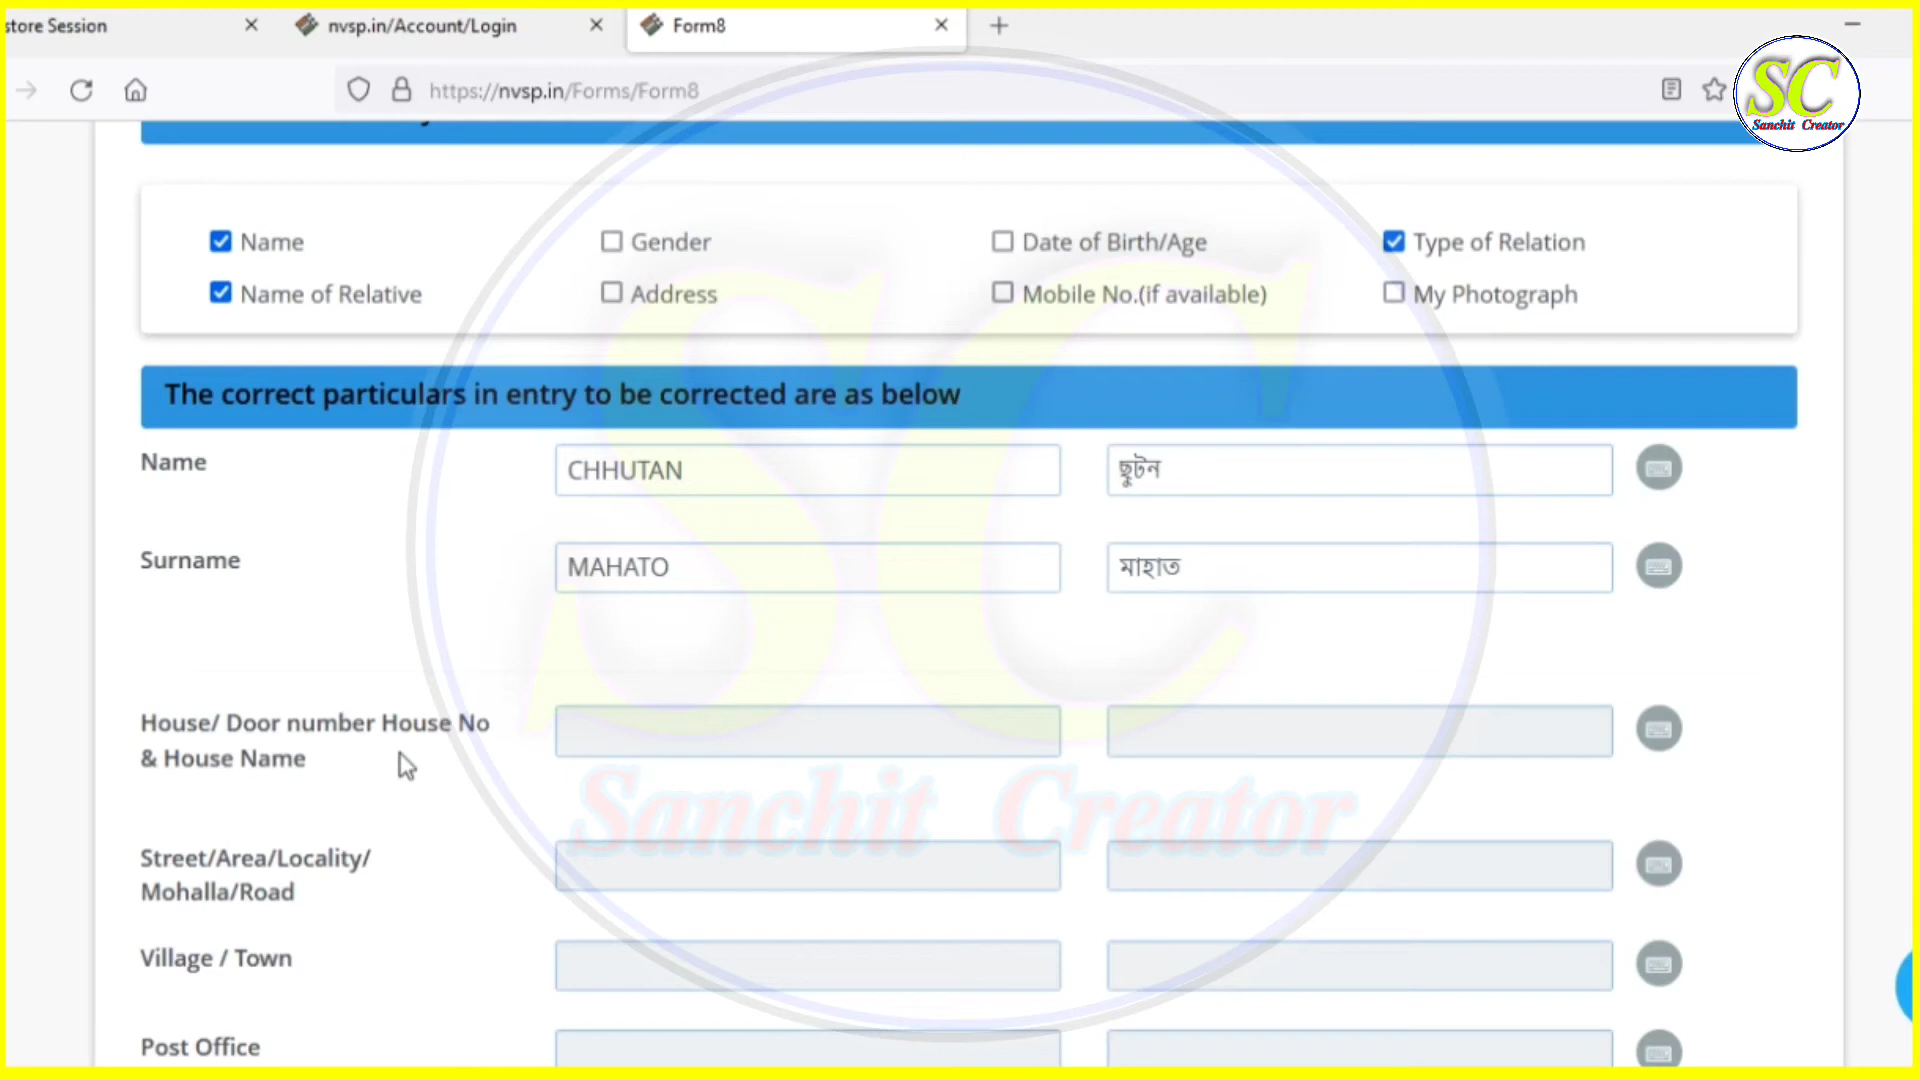 store Session
nvsp.in/Account/Login
Form8
https://nvsp.in/Forms/Form8
SC
Sanchit Creator
Name
Gender
Date of Birth/Age
Type of Relation
Name of Relative
Address
Mobile No.(if available)
My Photograph
The correct particulars in entry to be corrected are as below
Name
CHHUTAN
ছুটন
Surname
MAHATO
মাহাত
House/ Door number House No
& House Name
SC
Sanchit Creator
Street/Area/Locality/
Mohalla/Road
Village / Town
Post Office